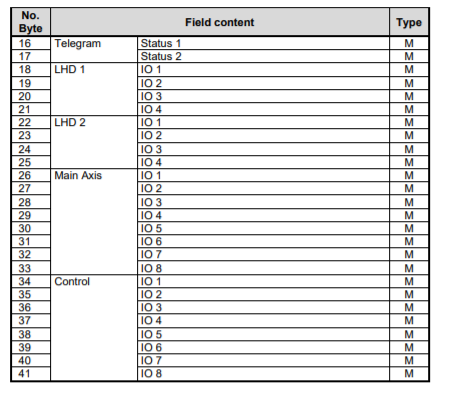 No. Byte Field content Type
16 Telegram Status 1 M
17 Status 2 M
18 LHD 1 IO 1 M
19 IO 2 M
20 IO 3 M
21 IO 4 M
22 LHD 2 IO 1 M
23 IO 2 M
24 IO 3 M
25 IO 4 M
26 Main Axis IO 1 M
27 IO 2 M
28 IO 3 M
29 IO 4 M
30 IO 5 M
31 IO 6 M
32 IO 7 M
33 IO 8 M
34 Control IO 1 M
35 IO 2 M
36 IO 3 M
37 IO 4 M
38 IO 5 M
39 IO 6 M
40 IO 7 M
41 IO 8 M